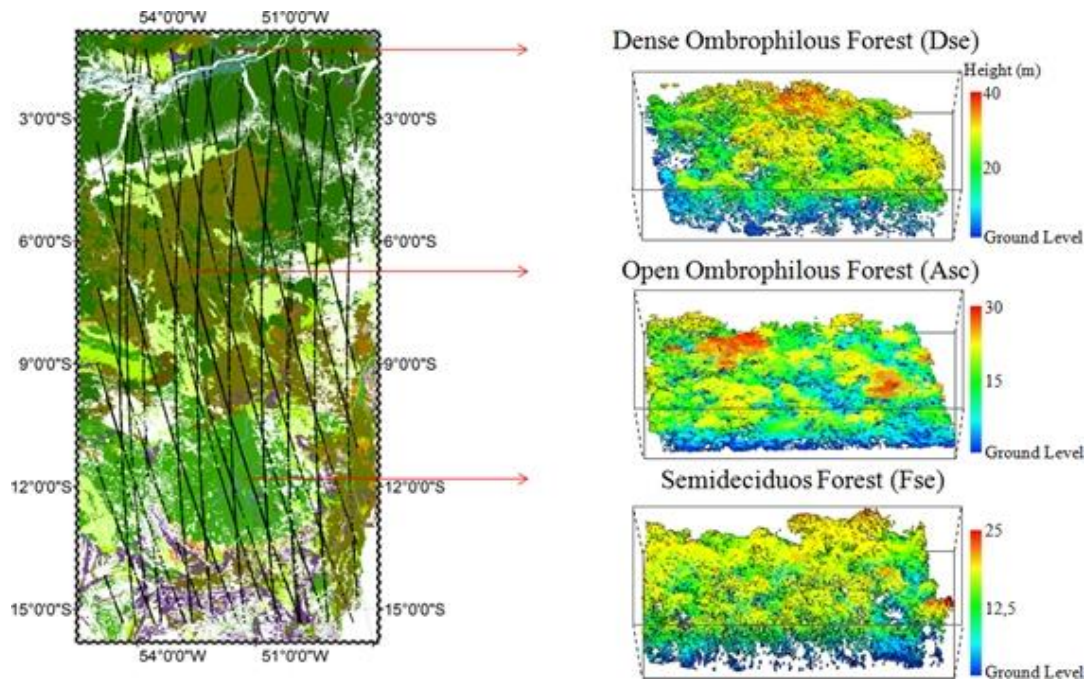 54°0'0"W 51°0'0"W
3°0'0"S 3°0'0"S
6°0'0"S 6°0'0"S
9°0'0"S 9°0'0"S
12°0'0"S 12°0'0"S
15°0'0"S 15°0'0"S
54°0'0"W 51°0'0"W
Dense Ombrophilous Forest (Dse)
Height (m)
40
20
Ground Level
Open Ombrophilous Forest (Asc)
30
15
Ground Level
Semideciduos Forest (Fse)
25
12,5
Ground Level